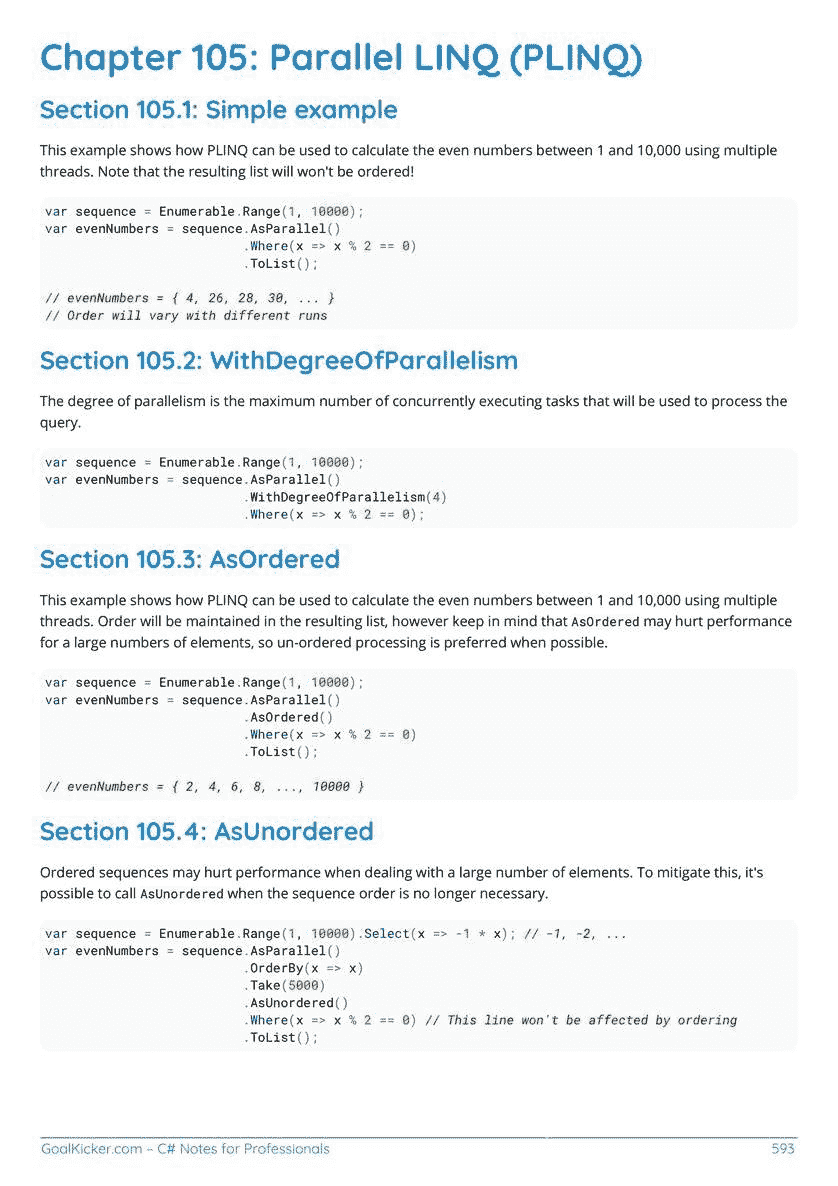 Chapter 105: Parallel LINQ (PLINQ)
Section 105.1: Simple example
This example shows how PLINQ can be used to calculate the even numbers between 1 and 10,000 using multiple
threads. Note that the resulting list will won't be ordered!
var sequence = Enumerable.Range(1, 10000);
var evenNumbers = sequence.AsParallel()
                          .Where(x => x % 2 == 0)
                          .ToList();
// evenNumbers = { 4, 26, 28, 30, ... }
// Order will vary with different runs
Section 105.2: WithDegreeOfParallelism
The degree of parallelism is the maximum number of concurrently executing tasks that will be used to process the
query.
var sequence = Enumerable.Range(1, 10000);
var evenNumbers = sequence.AsParallel()
                          .WithDegreeOfParallelism(4)
                          .Where(x => x % 2 == 0);
Section 105.3: AsOrdered
This example shows how PLINQ can be used to calculate the even numbers between 1 and 10,000 using multiple
threads. Order will be maintained in the resulting list, however keep in mind that AsOrdered may hurt performance
for a large numbers of elements, so un-ordered processing is preferred when possible.
var sequence = Enumerable.Range(1, 10000);
var evenNumbers = sequence.AsParallel()
                          .AsOrdered()
                          .Where(x => x % 2 == 0)
                          .ToList();
// evenNumbers = { 2, 4, 6, 8, ..., 10000 }
Section 105.4: AsUnordered
Ordered sequences may hurt performance when dealing with a large number of elements. To mitigate this, it's
possible to call AsUnordered when the sequence order is no longer necessary.
var sequence = Enumerable.Range(1, 10000).Select(x => -1 * x); // -1, -2, ...
var evenNumbers = sequence.AsParallel()
                          .OrderBy(x => x)
                          .Take(5000)
                          .AsUnordered()
                          .Where(x => x % 2 == 0) // This line won't be affected by ordering
                          .ToList();
GoalKicker.com – C# Notes for Professionals
593